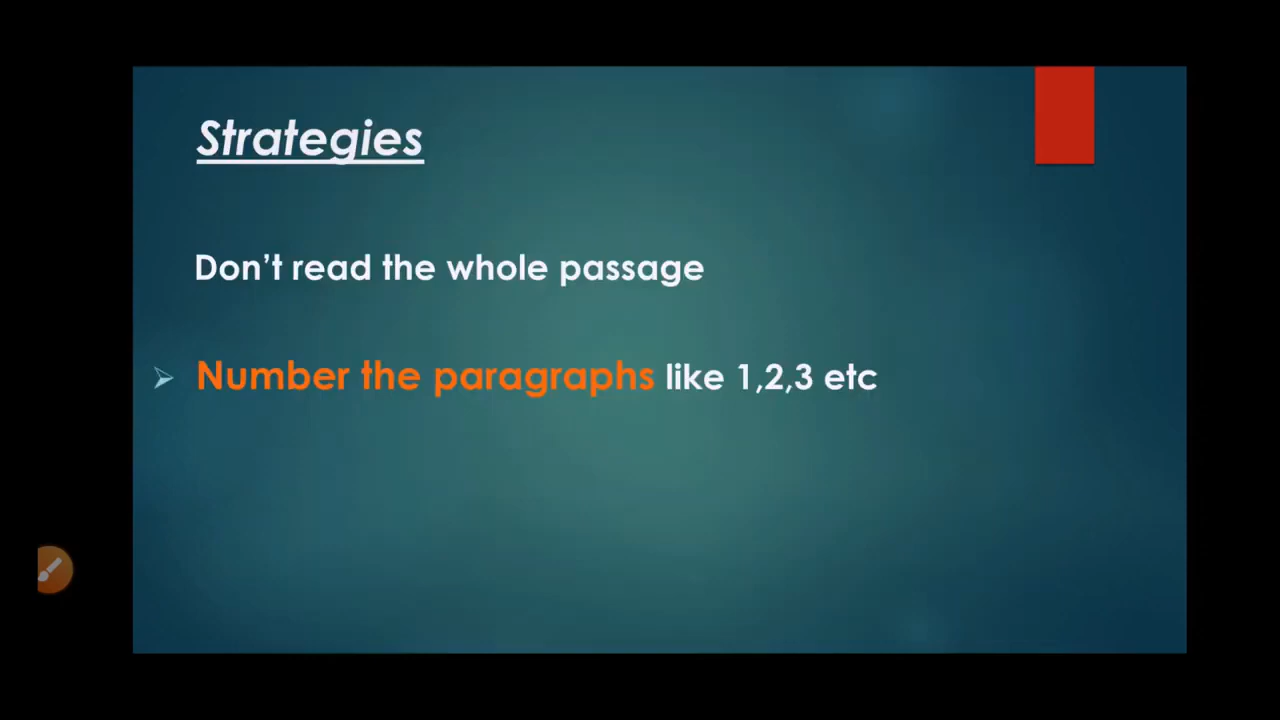 Strategies
Don’t read the whole passage
Number the paragraphs like 1,2,3 etc